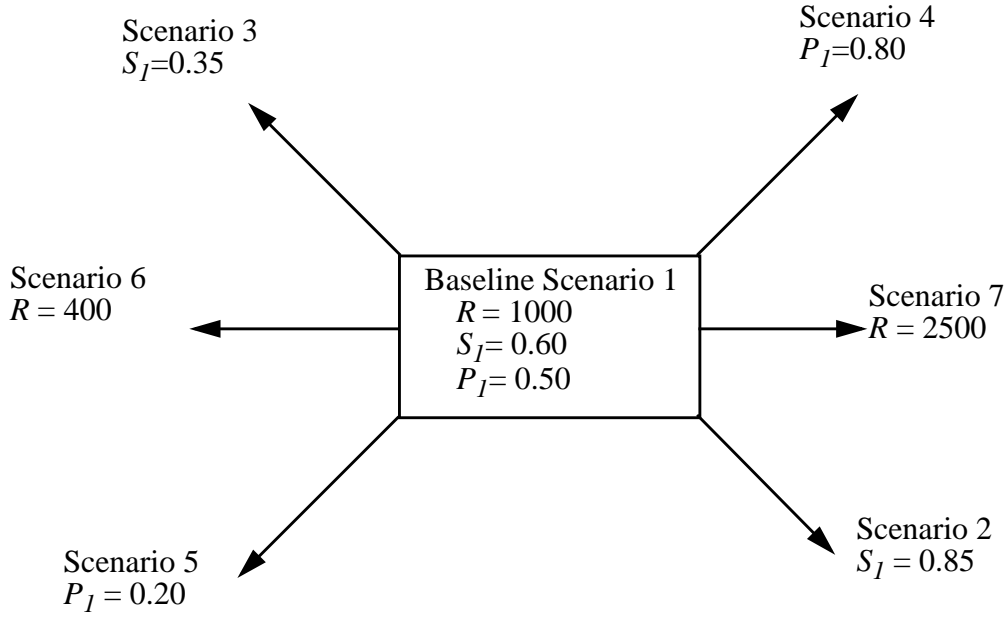 Scenario 3
S1=0.35
Scenario 4
P1=0.80
Scenario 6
R = 400
Baseline Scenario 1
R = 1000
S1= 0.60
P1= 0.50
Scenario 7
R = 2500
Scenario 5
P1 = 0.20
Scenario 2
S1 = 0.85